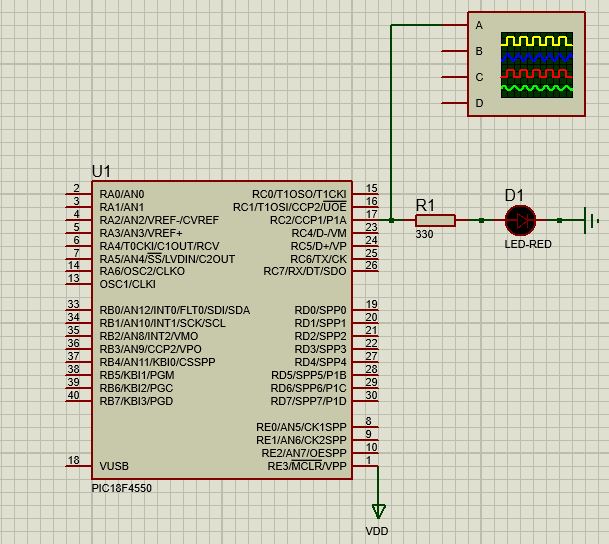 A
B
C
D
U1
2 RA0/AN0 RC0/T1OSO/T1CKI 15
3 RA1/AN1 RC1/T1OSI/CCP2/UOE 16
4 RA2/AN2/VREF-/CVREF RC2/CCP1/P1A 17
5 RA3/AN3/VREF+ RC4/D-/VM 23
6 RA4/T0CKI/C1OUT/RCV RC5/D+/VP 24
7 RA5/AN4/SS/LVDIN/C2OUT RC6/TX/CK 25
14 RA6/OSC2/CLKO RC7/RX/DT/SDO 26
13 OSC1/CLKI
R1
330
D1
LED-RED
33 RB0/AN12/INT0/FLT0/SDI/SDA RD0/SPP0 19
34 RB1/AN10/INT1/SCK/SCL RD1/SPP1 20
35 RB2/AN8/INT2/VMO RD2/SPP2 21
36 RB3/AN9/CCP2/VPO RD3/SPP3 22
37 RB4/AN11/KBI0/CSSPP RD4/SPP4 27
38 RB5/KBI1/PGM RD5/SPP5/P1B 28
39 RB6/KBI2/PGC RD6/SPP6/P1C 29
40 RB7/KBI3/PGD RD7/SPP7/P1D 30
RE0/AN5/CK1SPP 8
RE1/AN6/CK2SPP 9
RE2/AN7/OESPP 10
18 VUSB RE3/MCLR/VPP 1
PIC18F4550
VDD